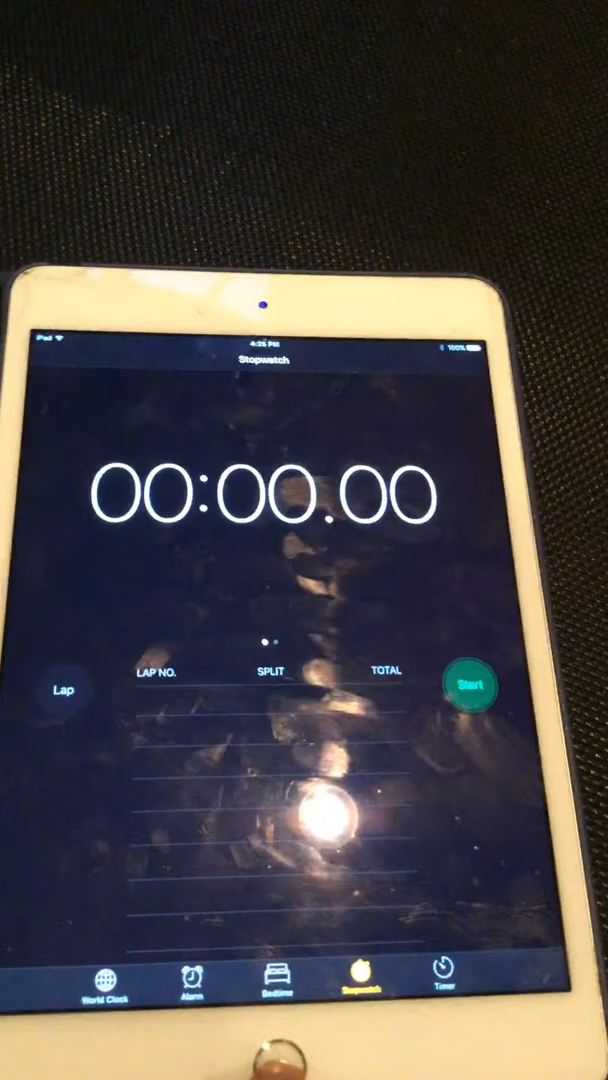 iPad 4:25 PM 100%
Stopwatch
00:00.00
LAP NO. SPLIT TOTAL
Lap Start
World Clock Alarm Bedtime Stopwatch Timer